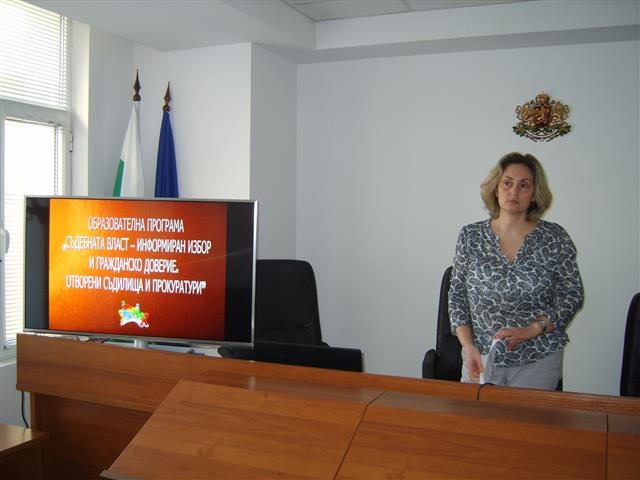 ОБРАЗОВАТЕЛНА ПРОГРАМА
„СЪДЕБНАТА ВЛАСТ – ИНФОРМИРАН ИЗБОР
И ГРАЖДАНСКО ДОВЕРИЕ.
ОТВОРЕНИ СЪДИЛИЩА И ПРОКУРАТУРИ"